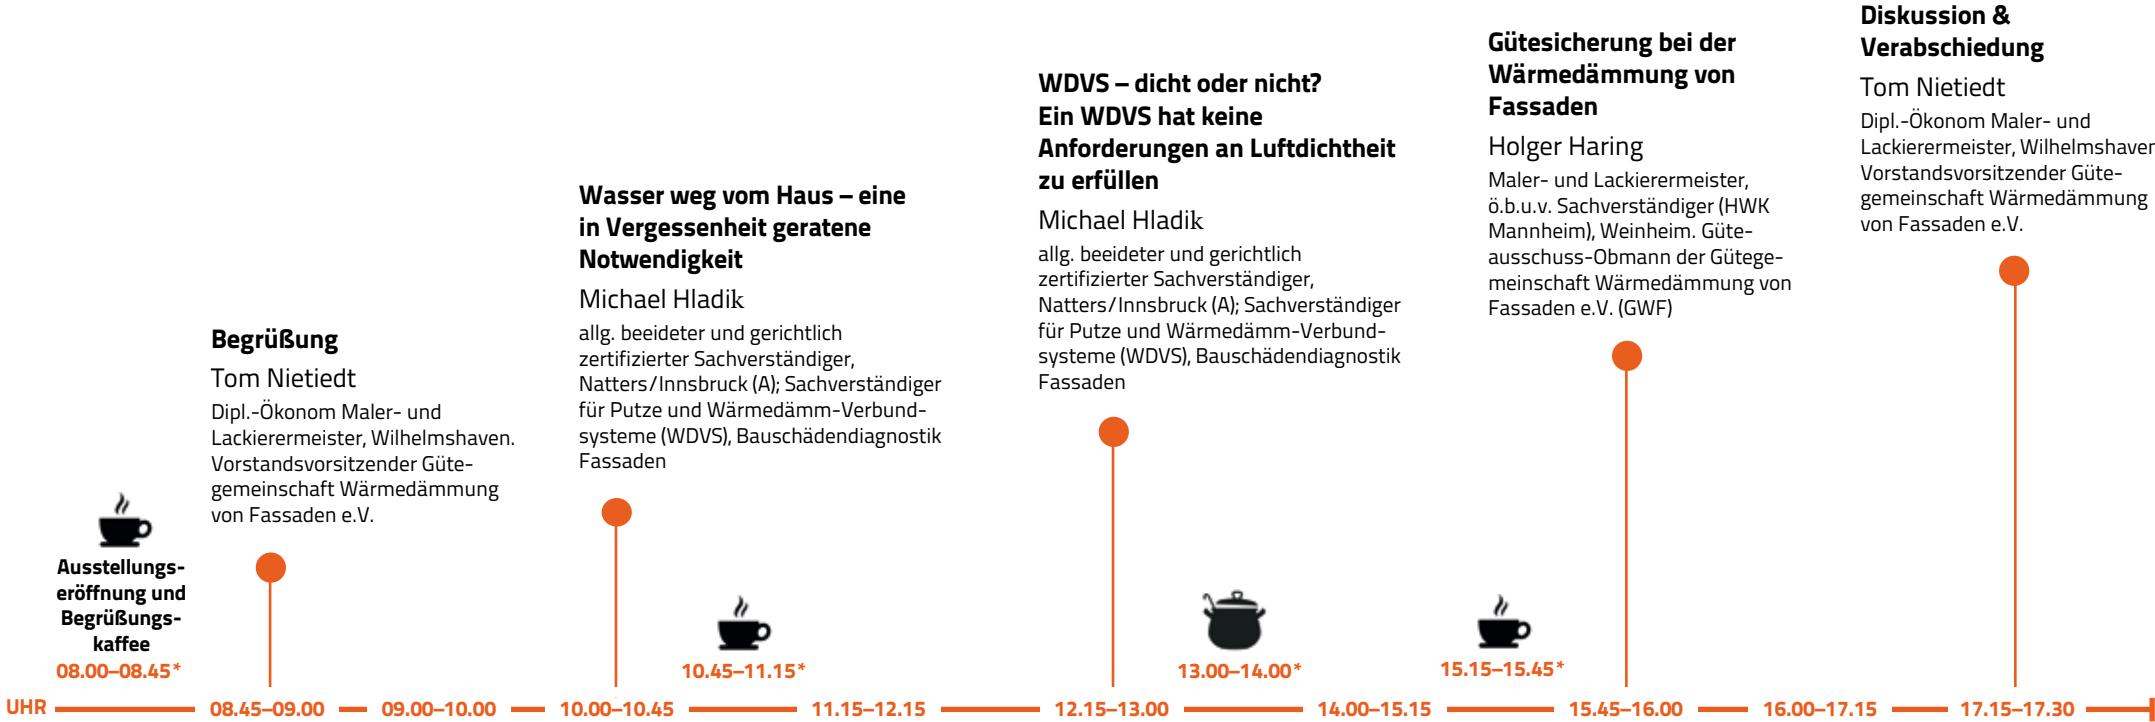 Ausstellungs-
eröffnung und
Begrüßungs-
kaffee
08.00–08.45*
Begrüßung
Tom Nietiedt
Dipl.-Ökonom Maler- und
Lackierermeister, Wilhelmshaven.
Vorstandsvorsitzender Güte-
gemeinschaft Wärmedämmung
von Fassaden e.V.
Wasser weg vom Haus – eine
in Vergessenheit geratene
Notwendigkeit
Michael Hladik
allg. beeideter und gerichtlich
zertifizierter Sachverständiger,
Natters/Innsbruck (A); Sachverständiger
für Putze und Wärmedämm-Verbund-
systeme (WDVS), Bauschädendiagnostik
Fassaden
10.45–11.15*
WDVS – dicht oder nicht?
Ein WDVS hat keine
Anforderungen an Luftdichtheit
zu erfüllen
Michael Hladik
allg. beeideter und gerichtlich
zertifizierter Sachverständiger,
Natters/Innsbruck (A); Sachverständiger
für Putze und Wärmedämm-Verbund-
systeme (WDVS), Bauschädendiagnostik
Fassaden
13.00–14.00*
15.15–15.45*
Gütesicherung bei der
Wärmedämmung von
Fassaden
Holger Haring
Maler- und Lackierermeister,
ö.b.u.v. Sachverständiger (HWK
Mannheim), Weinheim. Güte-
ausschuss-Obmann der Gütege-
meinschaft Wärmedämmung von
Fassaden e.V. (GWF)
Diskussion &
Verabschiedung
Tom Nietiedt
Dipl.-Ökonom Maler- und
Lackierermeister, Wilhelmshaven
Vorstandsvorsitzender Güte-
gemeinschaft Wärmedämmung
von Fassaden e.V.
UHR 08.45–09.00 09.00–10.00 10.00–10.45 11.15–12.15 12.15–13.00 14.00–15.15 15.45–16.00 16.00–17.15 17.15–17.30